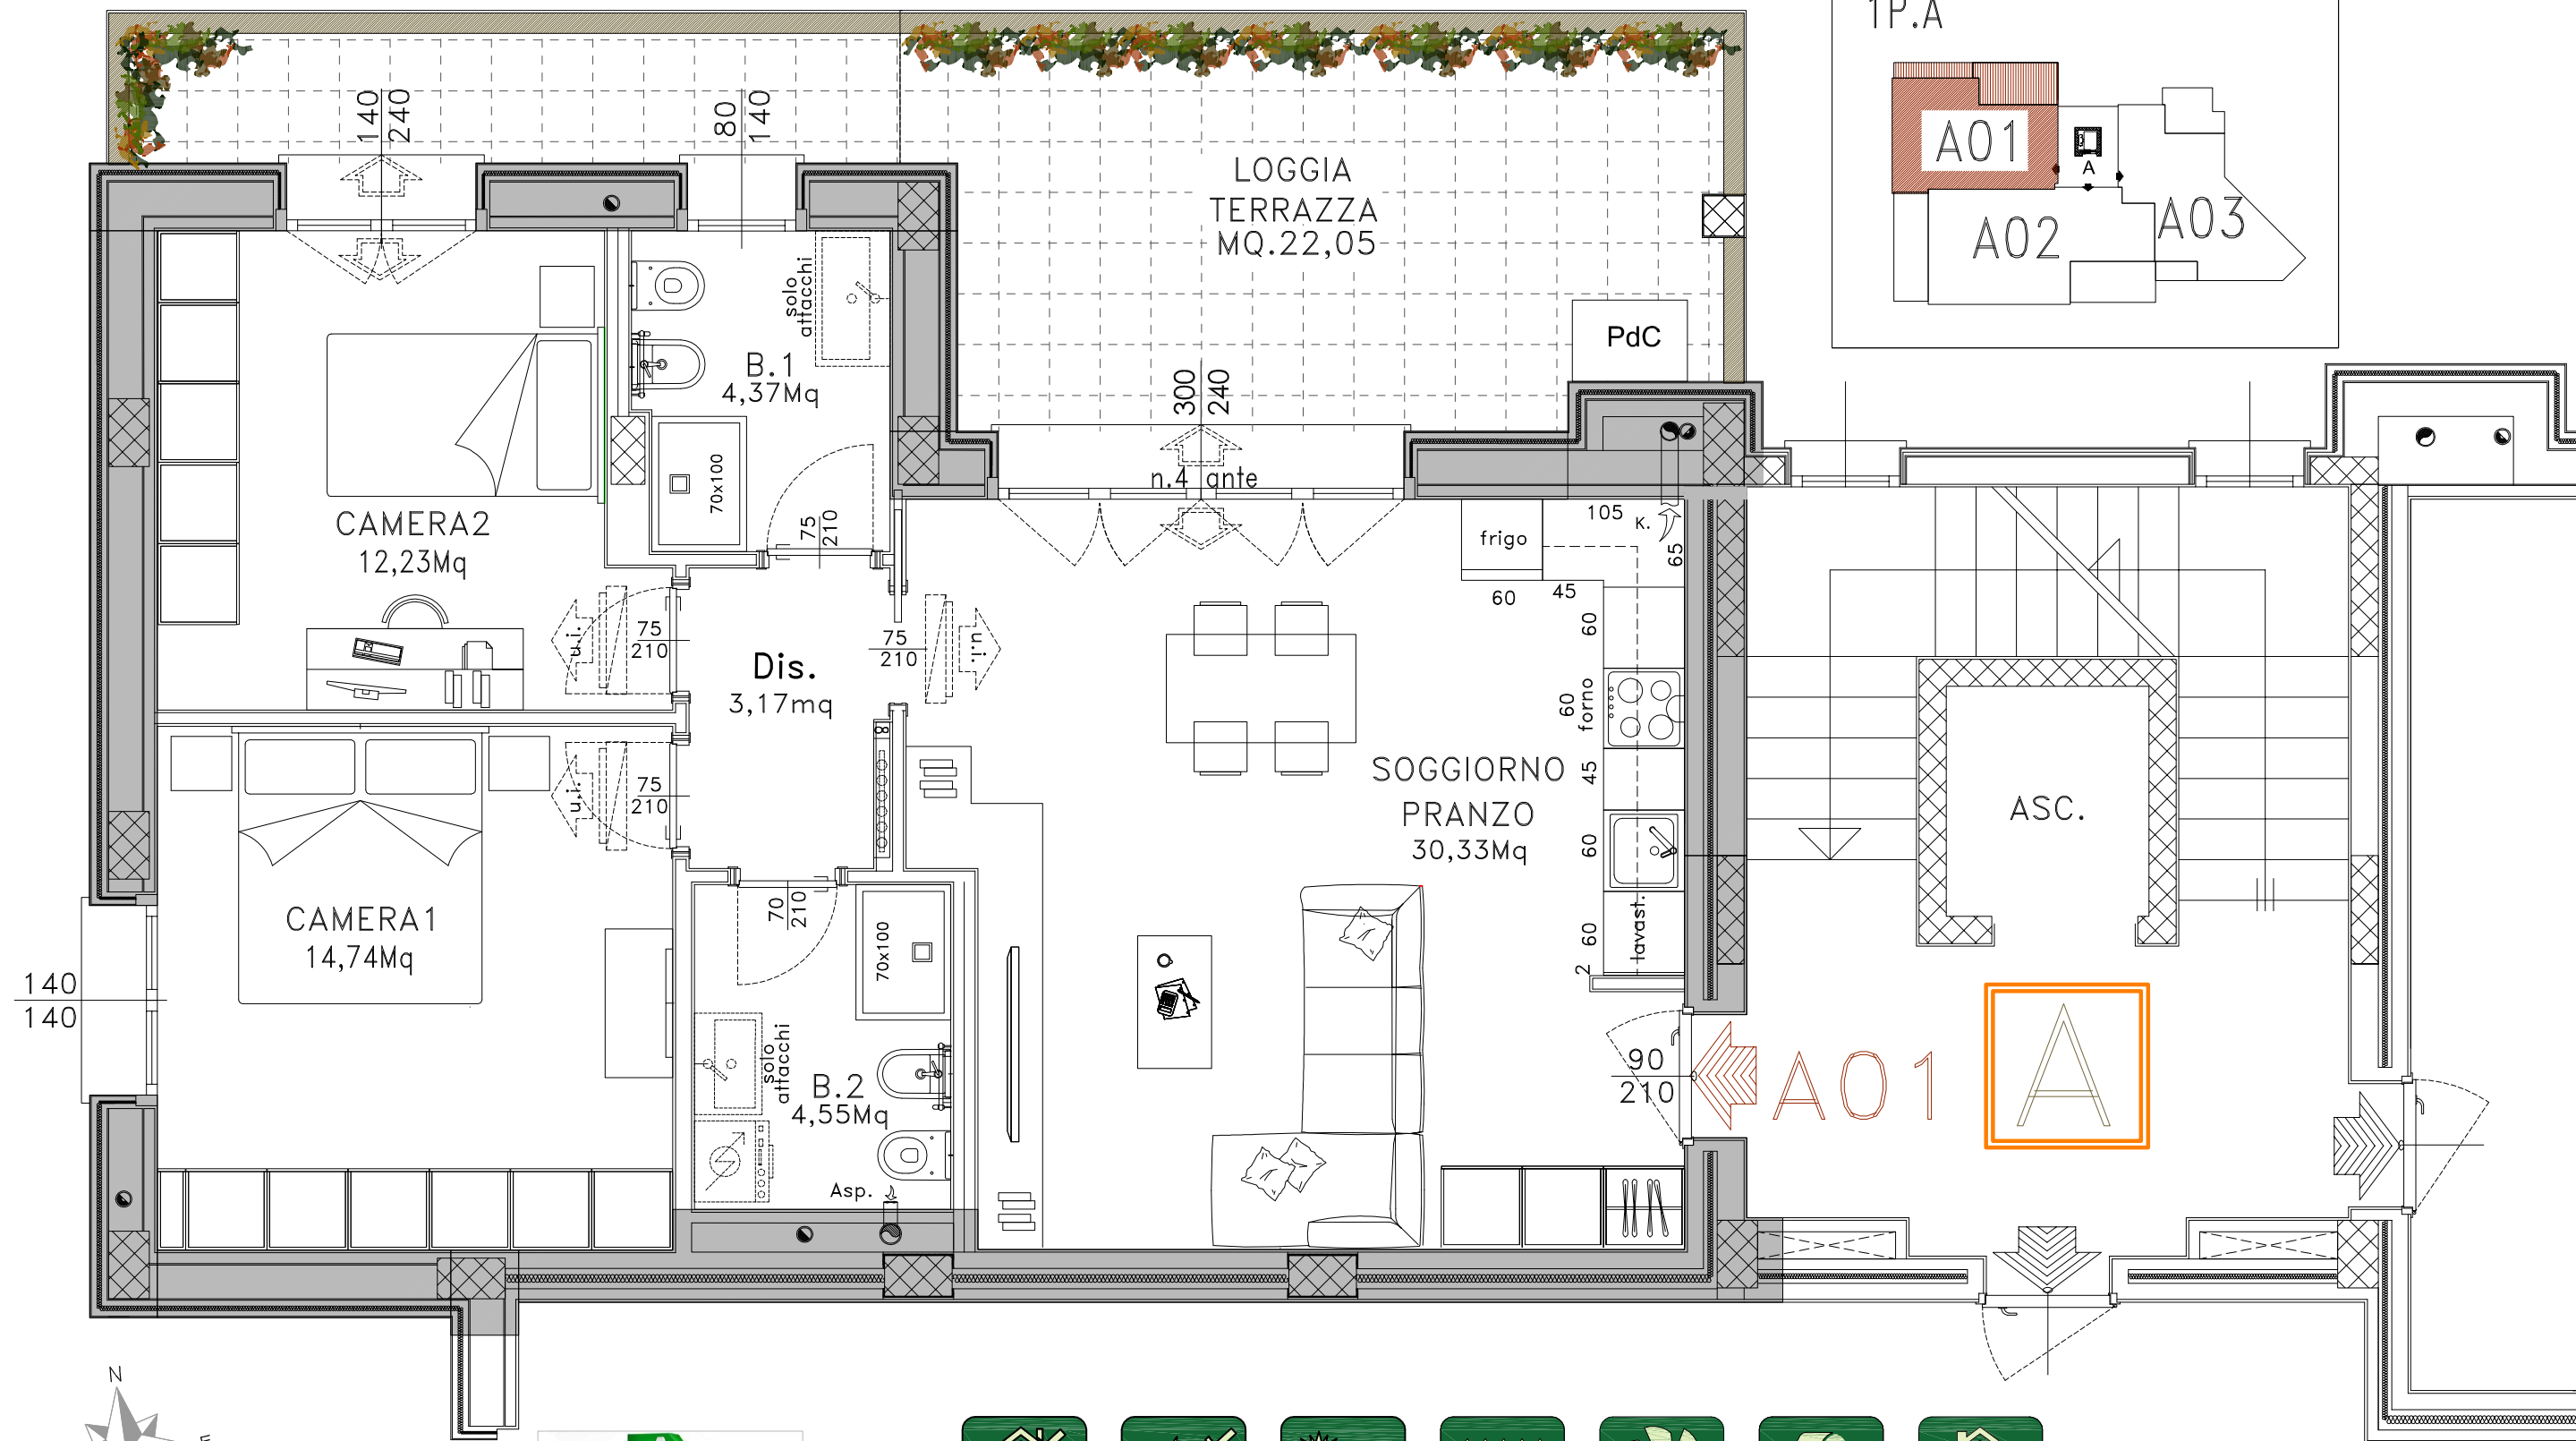 1P.A
A01
A
A02
A03
140
240
80
140
LOGGIA
TERRAZZA
MQ.22,05
PdC
300
240
n.4 ante
solo
attacchi
B.1
4,37Mq
70x100
75
210
CAMERA2
12,23Mq
u.i.
75
210
Dis.
3,17mq
75
210
u.i.
frigo
105
K.
65
60
45
60
60
forno
45
60
60
lavast.
2
SOGGIORNO
PRANZO
30,33Mq
ASC.
8
u.i.
75
210
CAMERA1
14,74Mq
140
140
70
210
70x100
solo
attacchi
B.2
4,55Mq
Asp.
90
210
A01
A
N